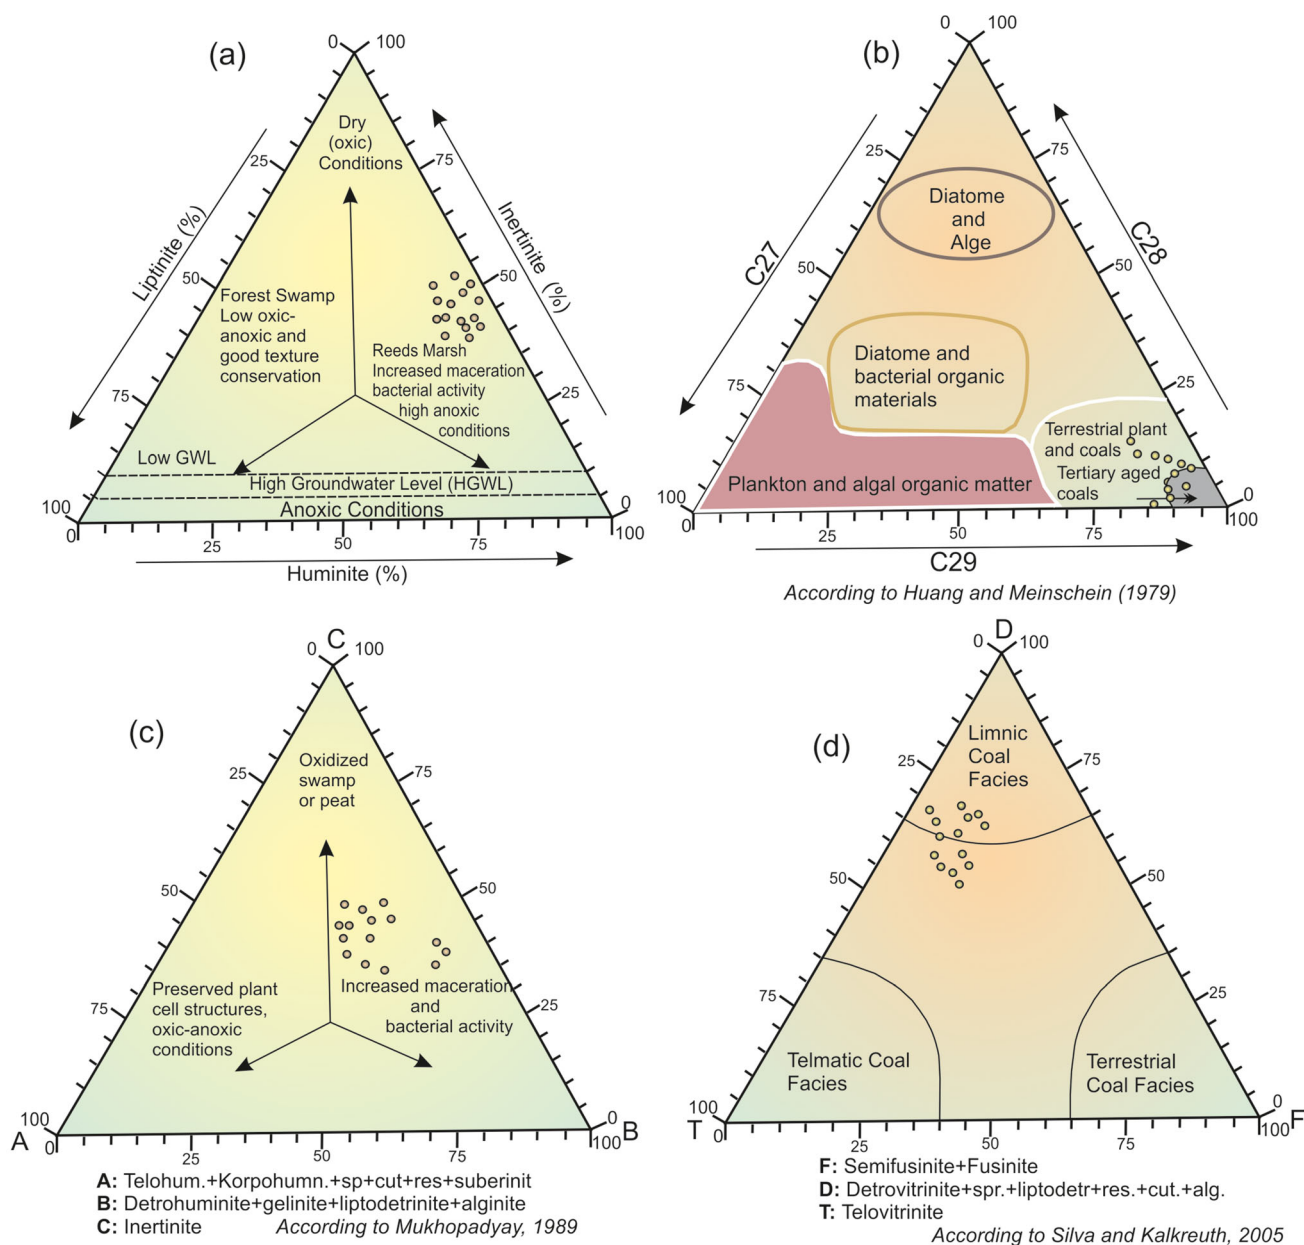 (a)
0 100
Dry
(oxic)
Conditions
25
75
Liptinite (%)
Inertinite (%)
50
50
Forest Swamp
Low oxic-
anoxic and
good texture
conservation
Reeds Marsh
Increased maceration
bacterial activity
high anoxic
conditions
75
25
Low GWL
High Groundwater Level (HGWL)
Anoxic Conditions
100
0
0
25
50
75
100
Huminite (%)
(b)
0 100
25
75
C27
C28
Diatome
and
Alge
50
50
Diatome and
bacterial organic
materials
75
25
Terrestrial plant
and coals
Tertiary aged
coals
Plankton and algal organic matter
100
0
0
25
50
75
100
C29
According to Huang and Meinschein (1979)
C
0 100
(c)
Oxidized
swamp
or peat
25
75
50
50
Preserved plant
cell structures,
oxic-anoxic
conditions
Increased maceration
and
bacterial activity
75
25
100
0
A
0
25
50
75
100
B
A: Telohum.+Korpohumn.+sp+cut+res+suberinit
B: Detrohuminite+gelinite+liptodetrinite+alginite
C: Inertinite
According to Mukhopadyay, 1989
D
0 100
(d)
Limnic
Coal
Facies
25
75
50
50
75
25
Telmatic Coal
Facies
Terrestrial
Coal Facies
100
0
T
0
25
50
75
100
F
F: Semifusinite+Fusinite
D: Detrovitrinite+spr.+liptodetr+res.+cut.+alg.
T: Telovitrinite
According to Silva and Kalkreuth, 2005